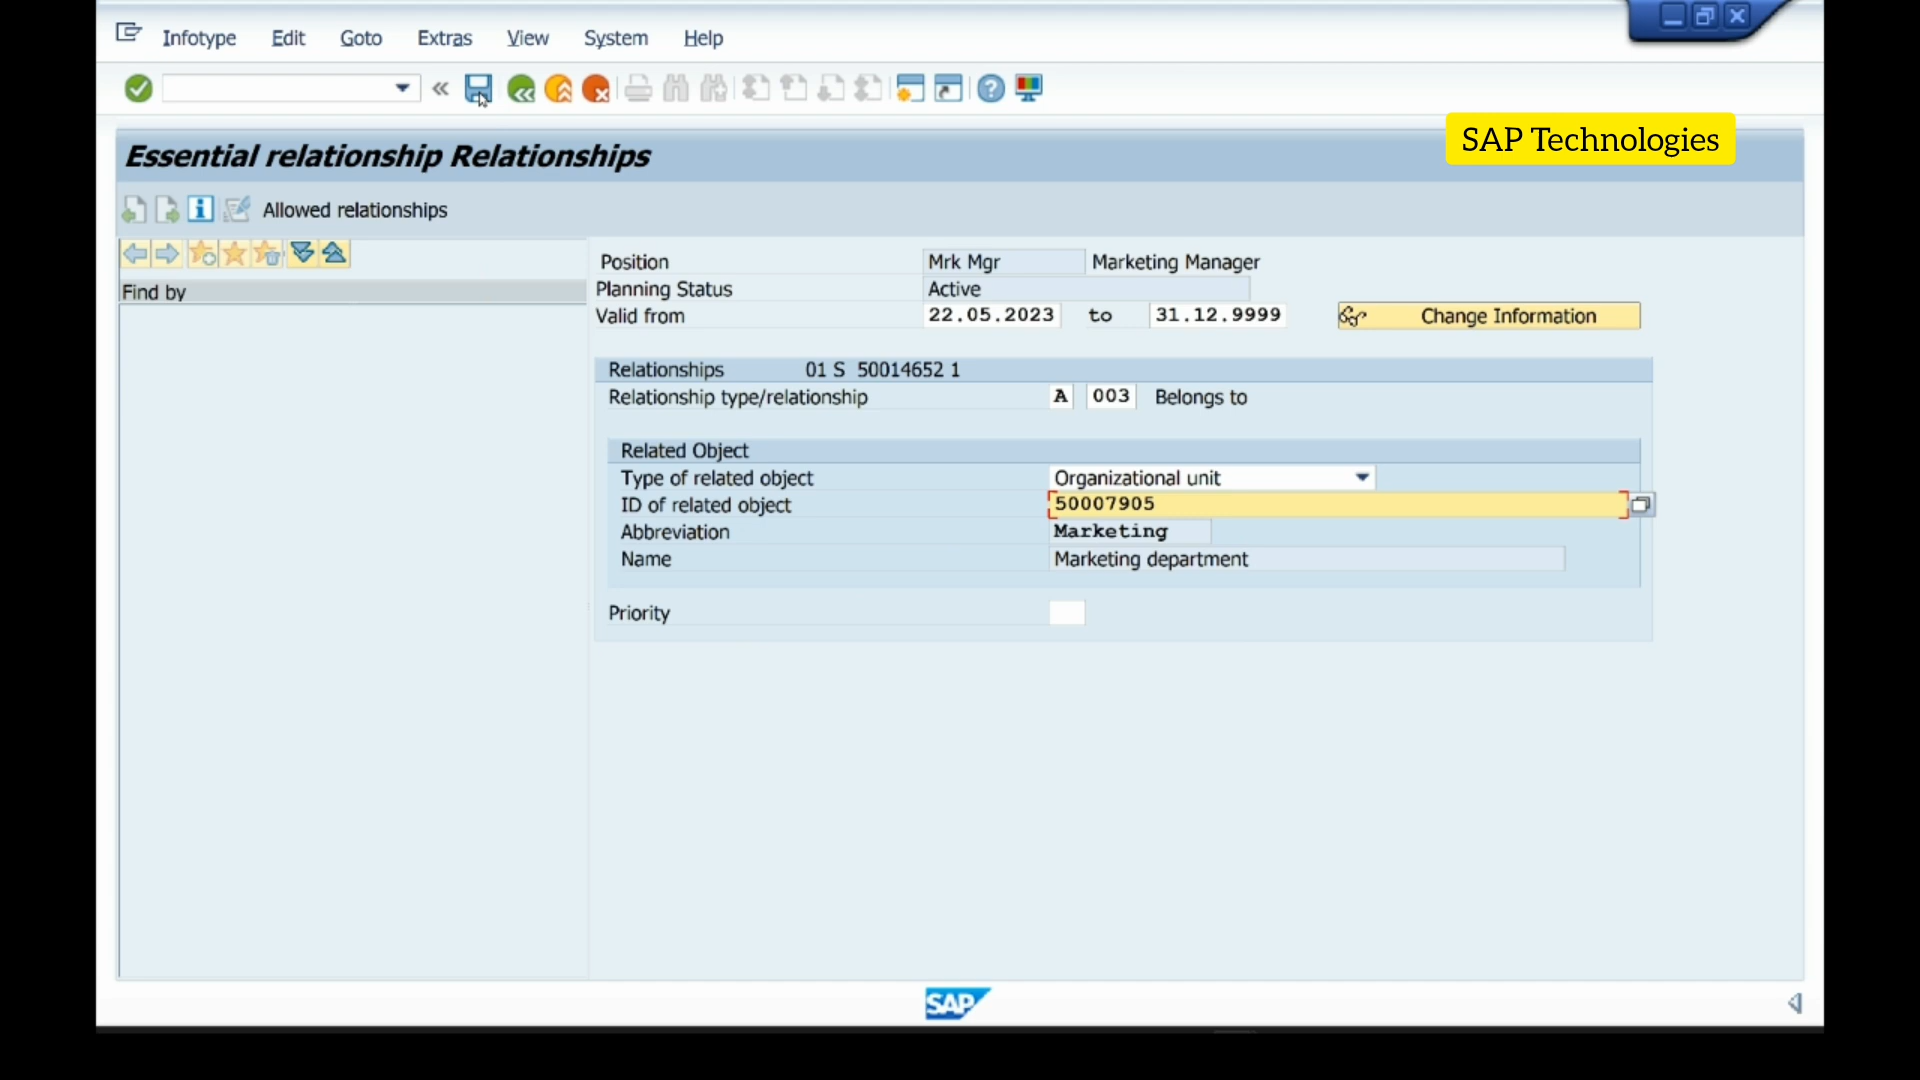 Infotype Edit Goto Extras View System Help
SAP Technologies
Essential relationship Relationships
Allowed relationships
Find by
Position Mrk Mgr Marketing Manager
Planning Status Active
Valid from 22.05.2023 to 31.12.9999 Change Information
Relationships 01 S 50014652 1
Relationship type/relationship A 003 Belongs to
Related Object
Type of related object Organizational unit
ID of related object 50007905
Abbreviation Marketing
Name Marketing department
Priority
SAP